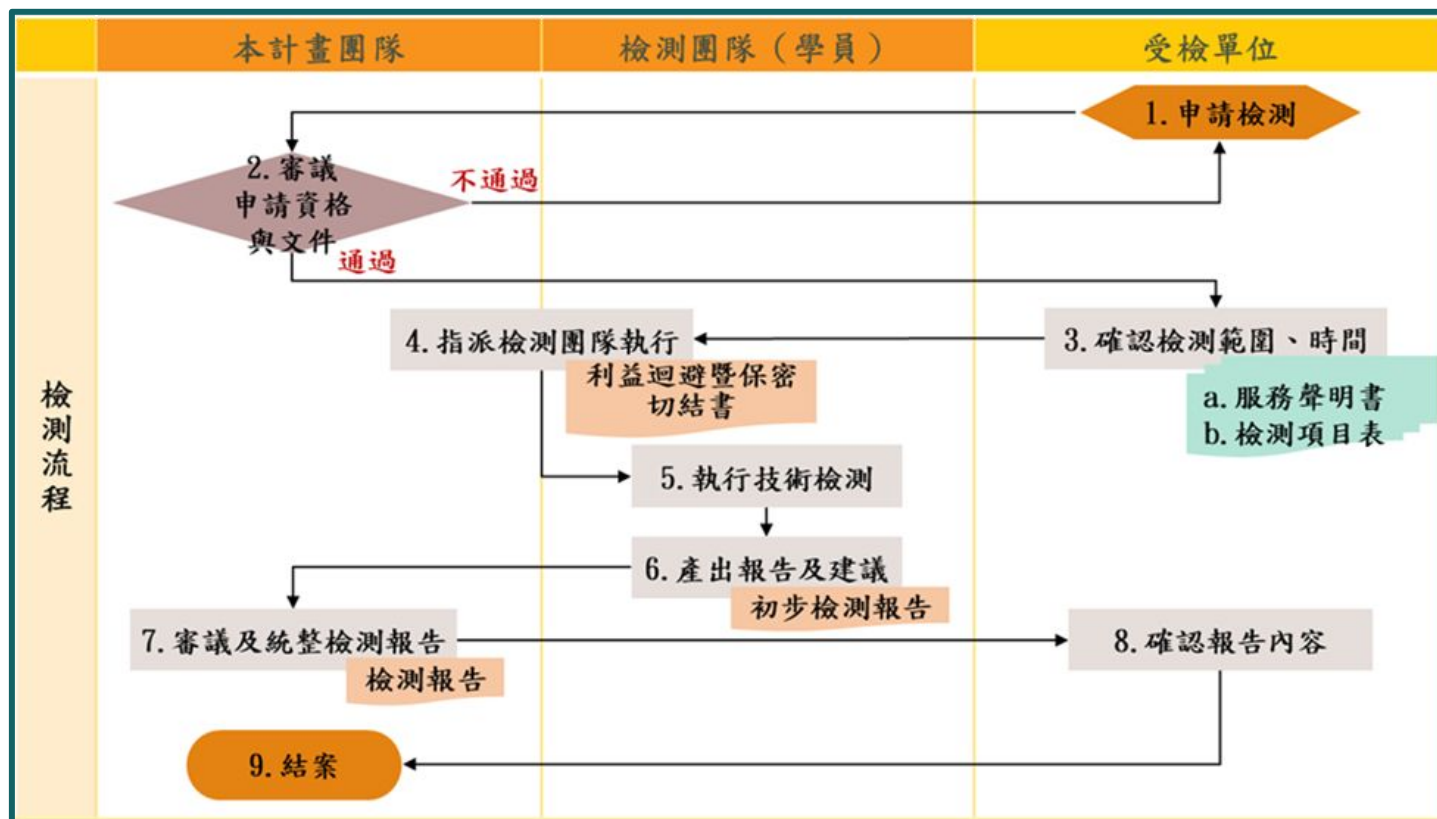 本計畫團隊
檢測團隊（學員）
受檢單位
檢測流程
1.申請檢測
2.審議
申請資格
與文件
不通過
通過
3.確認檢測範圍、時間
a.服務聲明書
b.檢測項目表
4.指派檢測團隊執行
利益迴避暨保密
切結書
5.執行技術檢測
6.產出報告及建議
初步檢測報告
7.審議及統整檢測報告
檢測報告
8.確認報告內容
9.結案